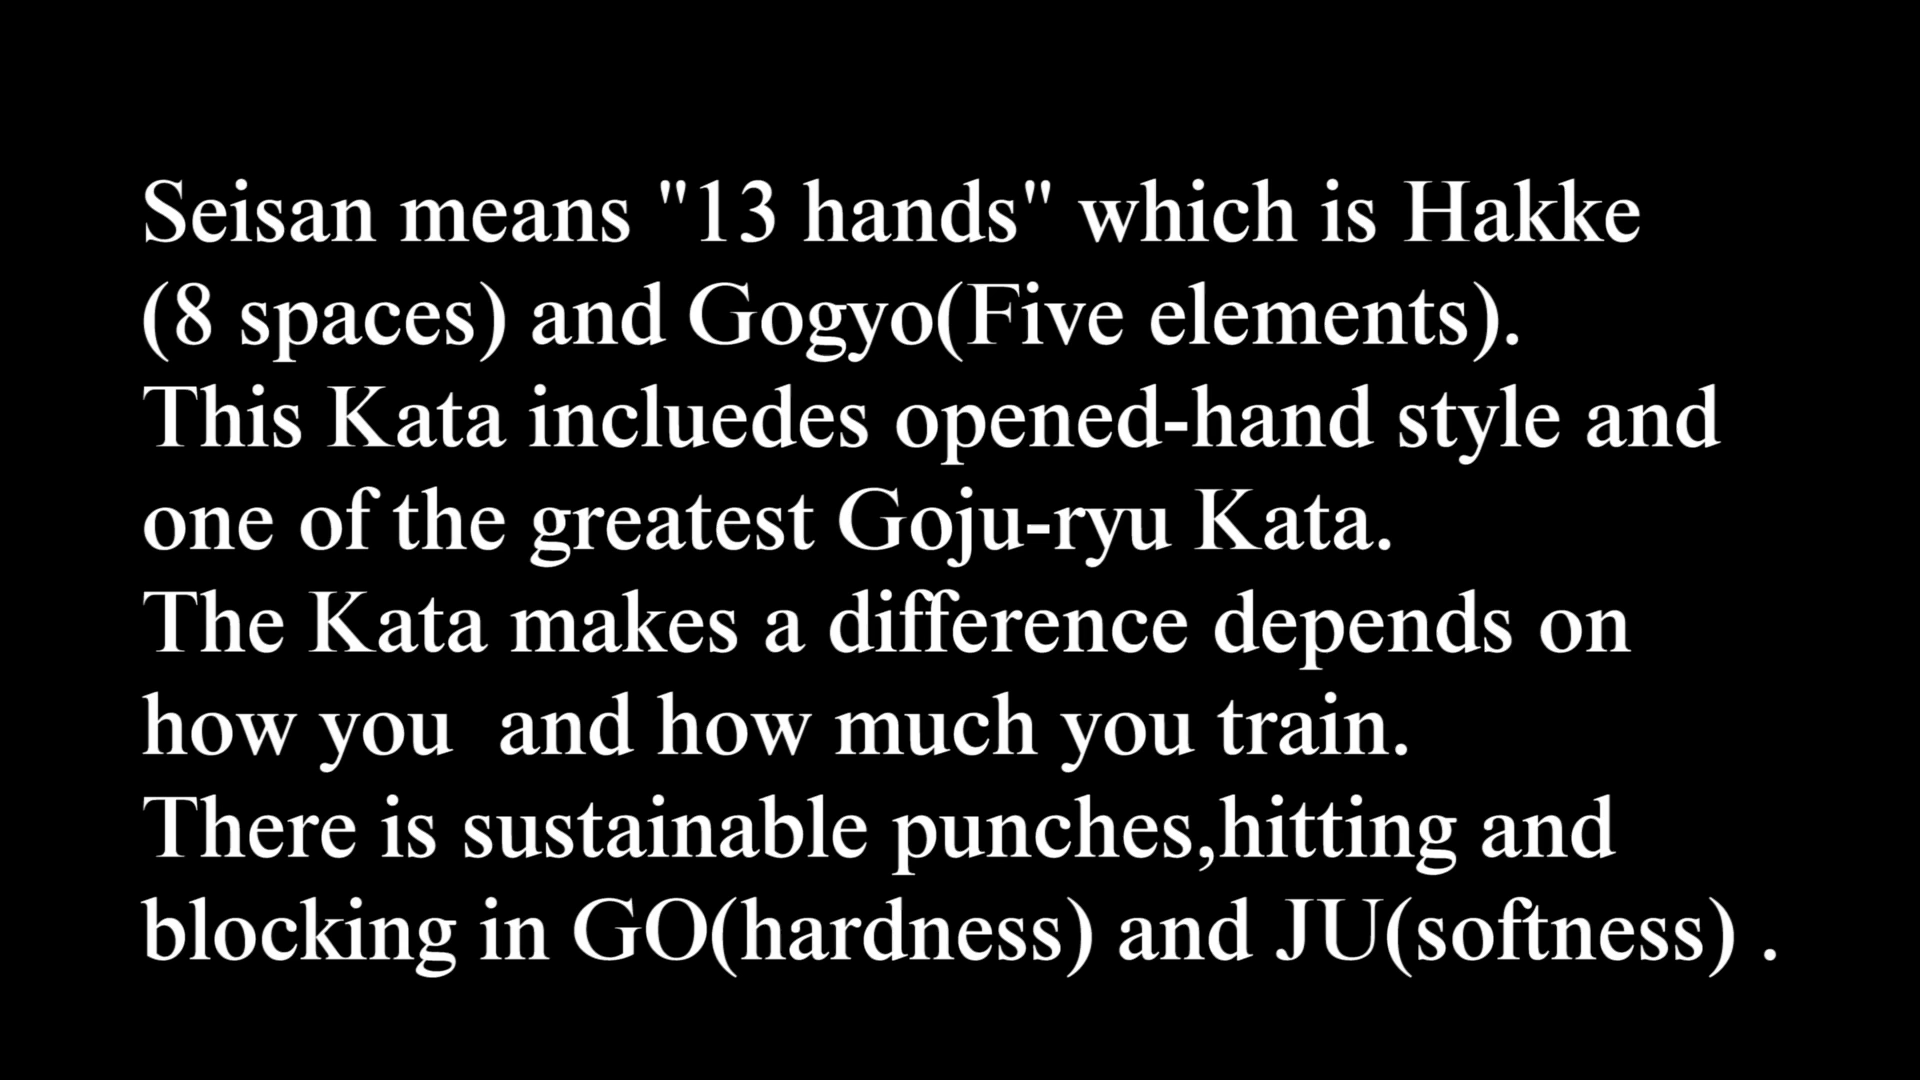 Seisan means "13 hands" which is Hakke
(8 spaces) and Gogyo(Five elements).
This Kata incluedes opened-hand style and
one of the greatest Goju-ryu Kata.
The Kata makes a difference depends on
how you  and how much you train.
There is sustainable punches,hitting and
blocking in GO(hardness) and JU(softness) .